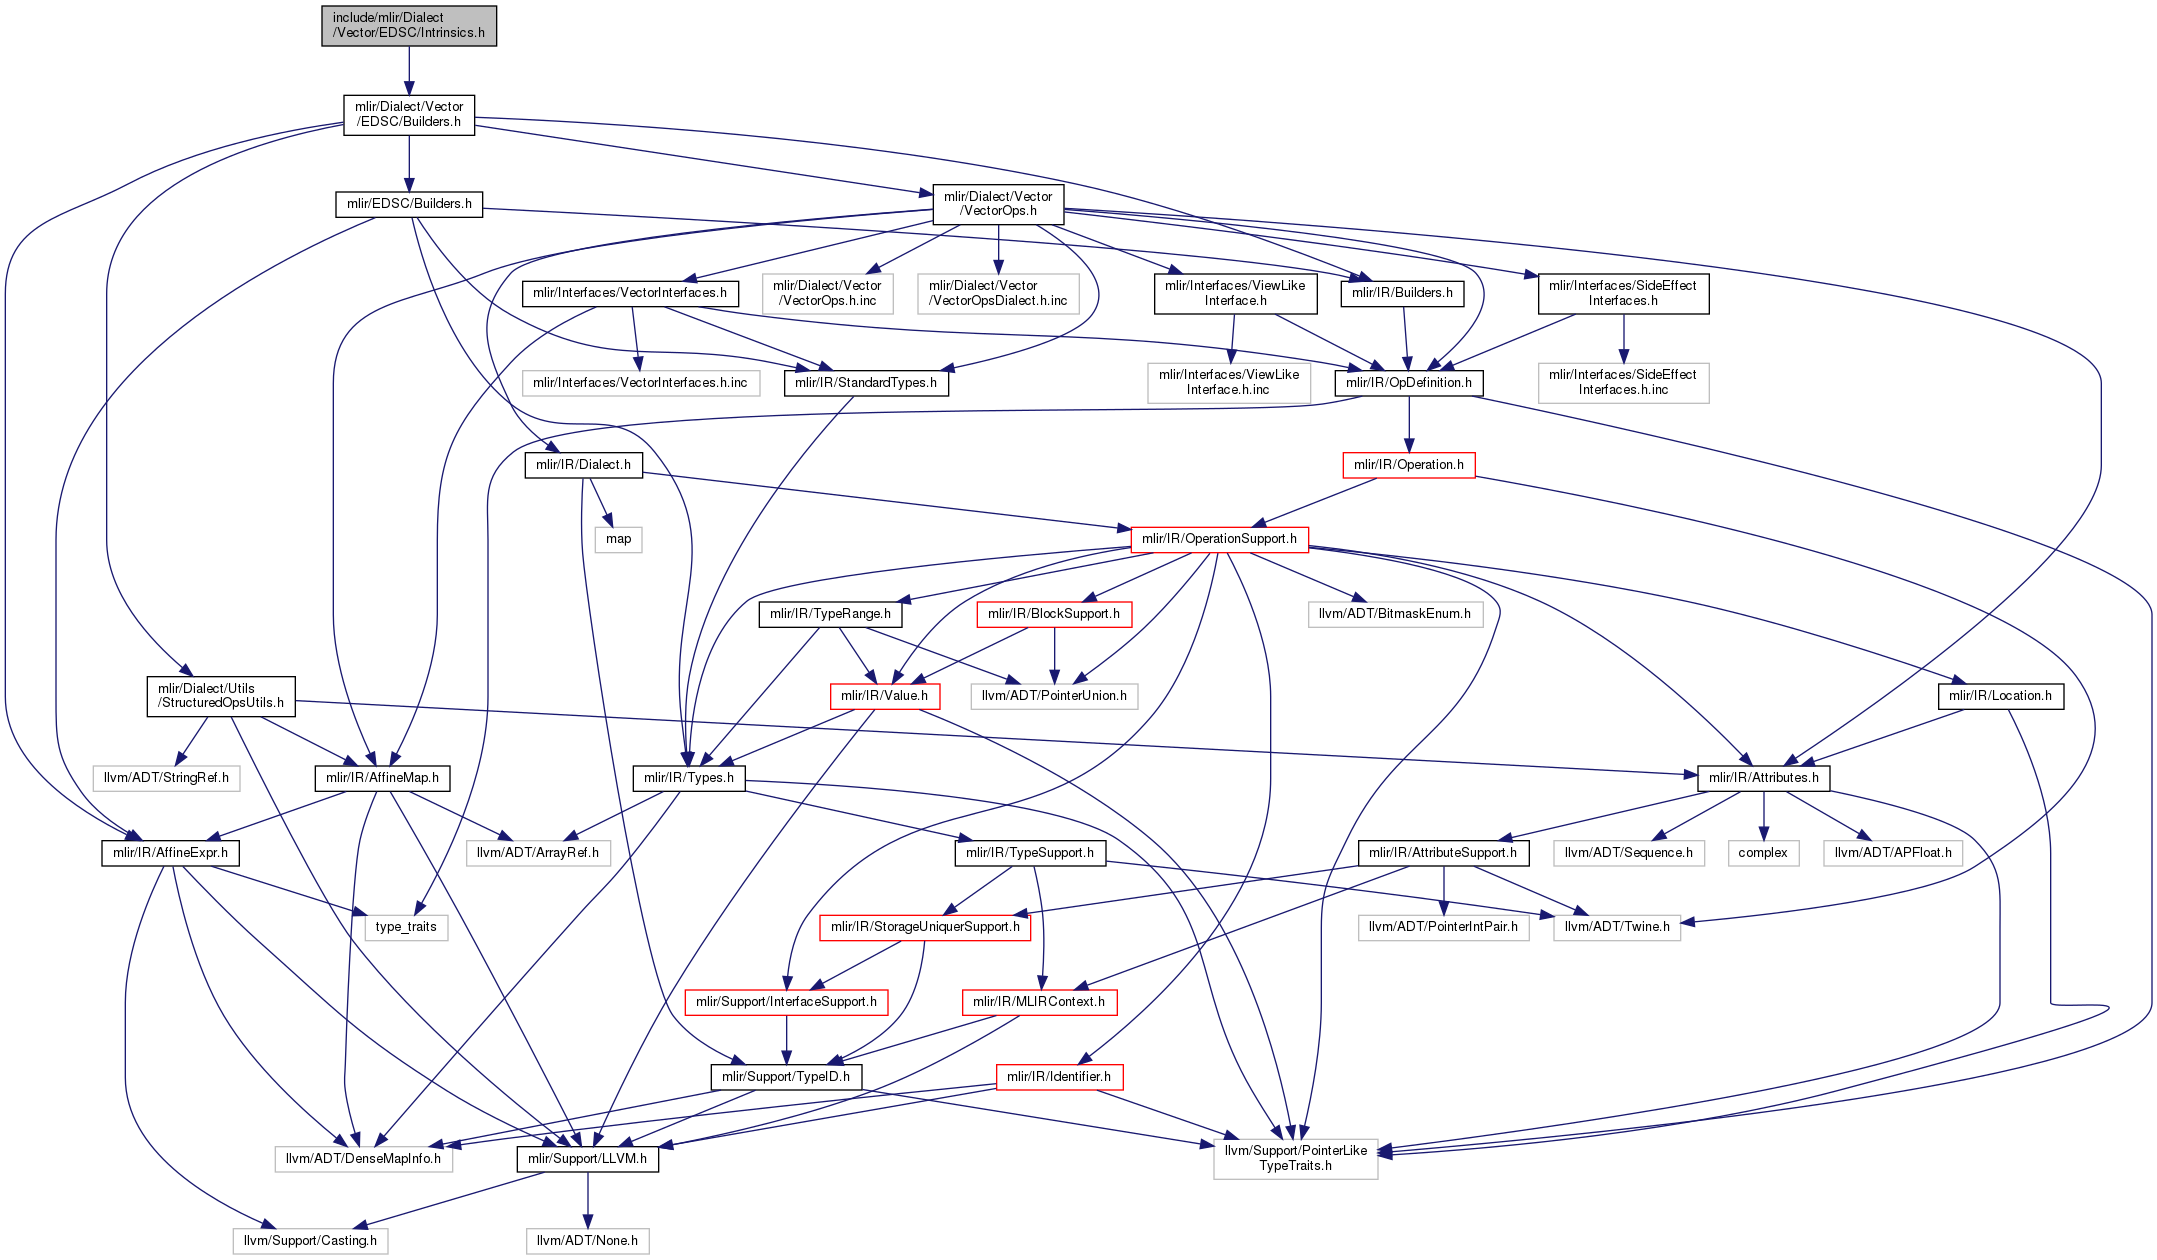 include/mlir/Dialect
/Vector/EDSC/Intrinsics.h
mlir/Dialect/Vector
/EDSC/Builders.h
mlir/EDSC/Builders.h
mlir/Dialect/Vector
/VectorOps.h
mlir/Interfaces/VectorInterfaces.h
mlir/Dialect/Vector
/VectorOps.h.inc
mlir/Dialect/Vector
/VectorOpsDialect.h.inc
mlir/Interfaces/ViewLike
Interface.h
mlir/IR/Builders.h
mlir/Interfaces/SideEffect
Interfaces.h
mlir/Interfaces/VectorInterfaces.h.inc
mlir/IR/StandardTypes.h
mlir/Interfaces/ViewLike
Interface.h.inc
mlir/IR/OpDefinition.h
mlir/Interfaces/SideEffect
Interfaces.h.inc
mlir/IR/Dialect.h
mlir/IR/Operation.h
map
mlir/IR/OperationSupport.h
mlir/IR/TypeRange.h
mlir/IR/BlockSupport.h
llvm/ADT/BitmaskEnum.h
mlir/Dialect/Utils
/StructuredOpsUtils.h
mlir/IR/Value.h
llvm/ADT/PointerUnion.h
mlir/IR/Location.h
llvm/ADT/StringRef.h
mlir/IR/AffineMap.h
mlir/IR/Types.h
mlir/IR/Attributes.h
mlir/IR/AffineExpr.h
llvm/ADT/ArrayRef.h
mlir/IR/TypeSupport.h
mlir/IR/AttributeSupport.h
llvm/ADT/Sequence.h
complex
llvm/ADT/APFloat.h
type_traits
mlir/IR/StorageUniquerSupport.h
llvm/ADT/PointerIntPair.h
llvm/ADT/Twine.h
mlir/Support/InterfaceSupport.h
mlir/IR/MLIRContext.h
mlir/Support/TypeID.h
mlir/IR/Identifier.h
llvm/ADT/DenseMapInfo.h
mlir/Support/LLVM.h
llvm/Support/PointerLike
TypeTraits.h
llvm/Support/Casting.h
llvm/ADT/None.h